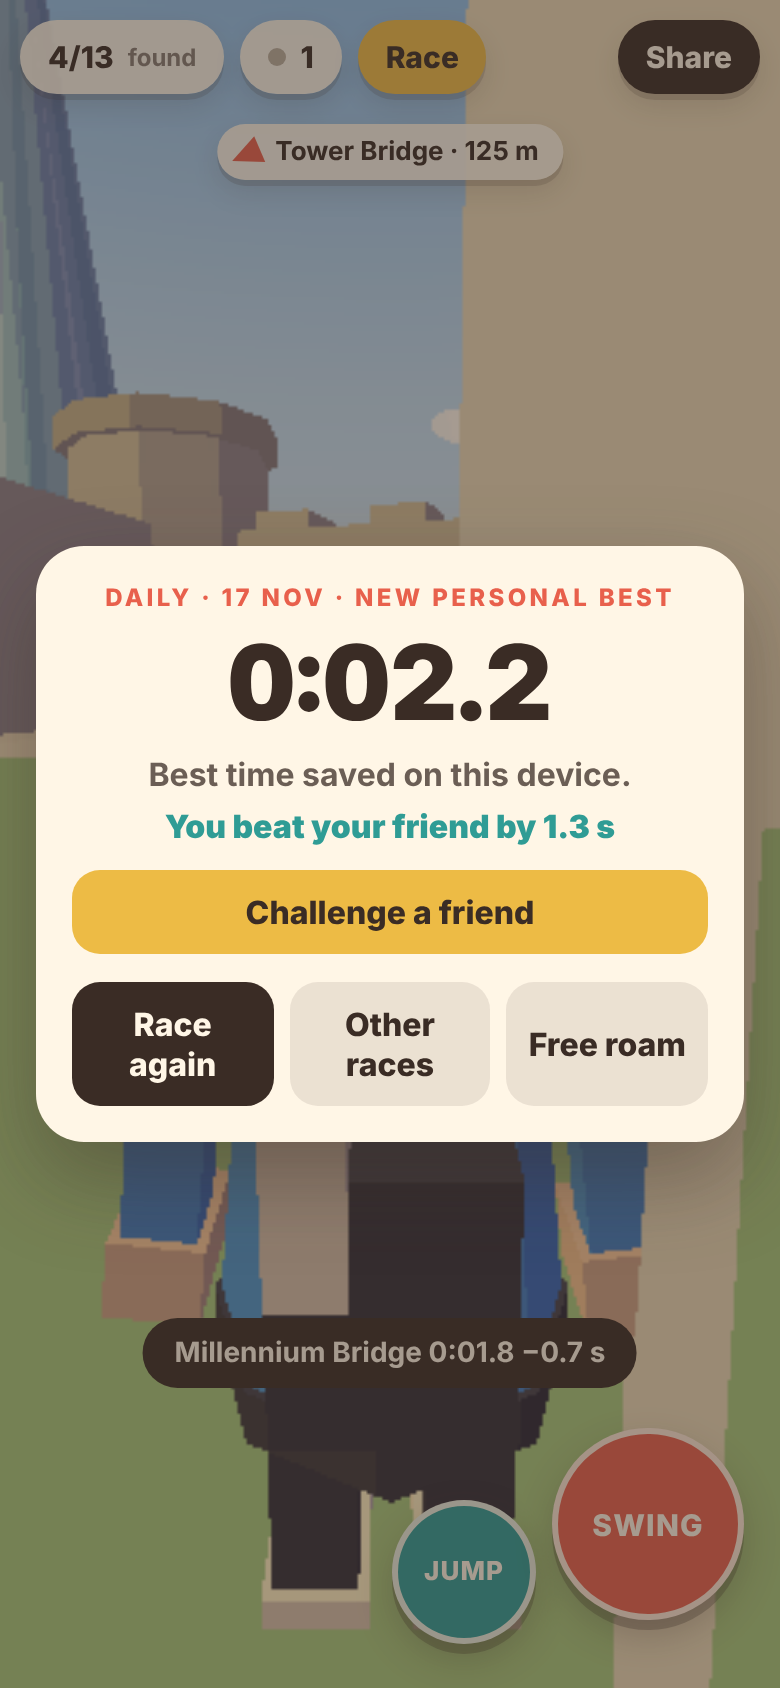 4/13 found
1
Race
Share
Tower Bridge · 125 m
DAILY · 17 NOV · NEW PERSONAL BEST
0:02.2
Best time saved on this device.
You beat your friend by 1.3 s
Challenge a friend
Race
again
Other
races
Free roam
Millennium Bridge 0:01.8 −0.7 s
SWING
JUMP